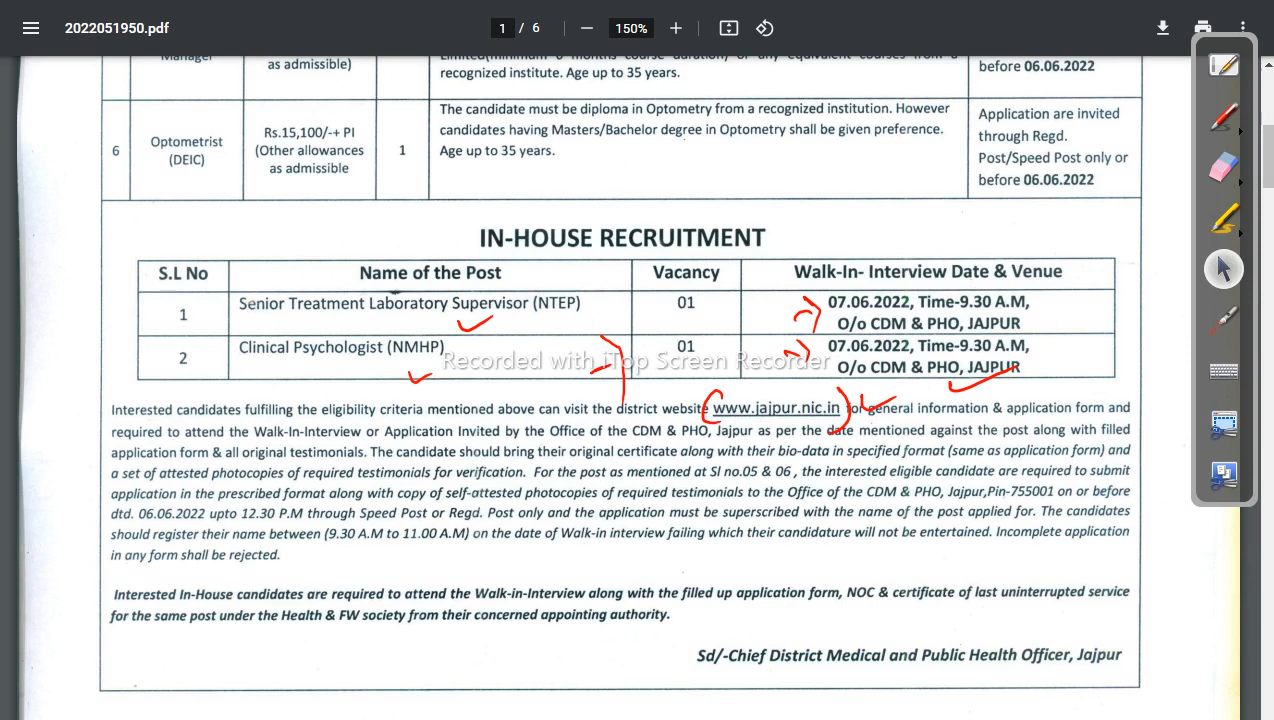 2022051950.pdf
1 / 6
150%
Manager
as admissible)
recognized institute. Age up to 35 years.
before 06.06.2022
6
Optometrist
(DEIC)
Rs.15,100/-+ PI
(Other allowances
as admissible
1
The candidate must be diploma in Optometry from a recognized institution. However
candidates having Masters/Bachelor degree in Optometry shall be given preference.
Age up to 35 years.
Application are invited
through Regd.
Post/Speed Post only or
before 06.06.2022
IN-HOUSE RECRUITMENT
S.L No Name of the Post Vacancy Walk-In- Interview Date & Venue
1 Senior Treatment Laboratory Supervisor (NTEP) 01 07.06.2022, Time-9.30 A.M,
O/o CDM & PHO, JAJPUR
2 Clinical Psychologist (NMHP) 01 07.06.2022, Time-9.30 A.M,
O/o CDM & PHO, JAJPUR
Recorded with iTop Screen Recorder
Interested candidates fulfilling the eligibility criteria mentioned above can visit the district website www.jajpur.nic.in for general information & application form and
required to attend the Walk-In-Interview or Application Invited by the Office of the CDM & PHO, Jajpur as per the date mentioned against the post along with filled
application form & all original testimonials. The candidate should bring their original certificate along with their bio-data in specified format (same as application form) and
a set of attested photocopies of required testimonials for verification. For the post as mentioned at Sl no.05 & 06 , the interested eligible candidate are required to submit
application in the prescribed format along with copy of self-attested photocopies of required testimonials to the Office of the CDM & PHO, Jajpur,Pin-755001 on or before
dtd. 06.06.2022 upto 12.30 P.M through Speed Post or Regd. Post only and the application must be superscribed with the name of the post applied for. The candidates
should register their name between (9.30 A.M to 11.00 A.M) on the date of Walk-in interview failing which their candidature will not be entertained. Incomplete application
in any form shall be rejected.
Interested In-House candidates are required to attend the Walk-in-Interview along with the filled up application form, NOC & certificate of last uninterrupted service
for the same post under the Health & FW society from their concerned appointing authority.
Sd/-Chief District Medical and Public Health Officer, Jajpur